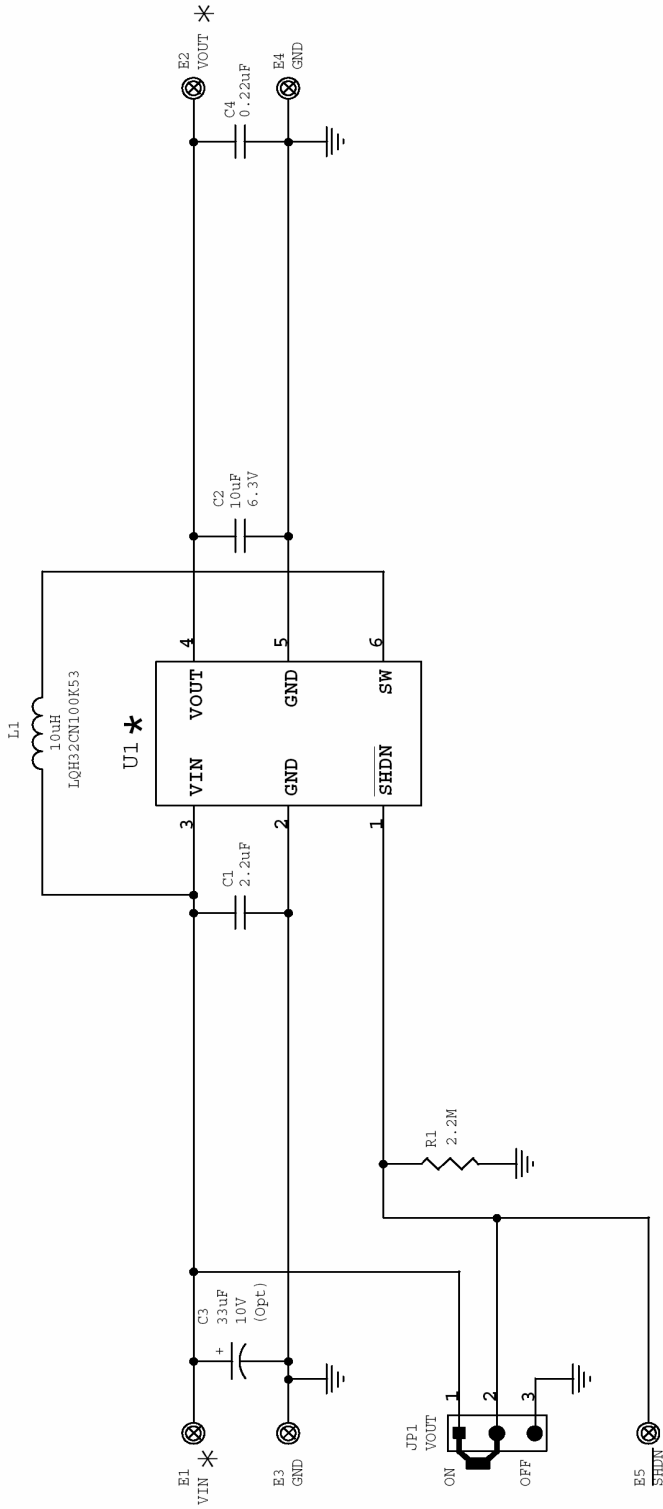 L1
10uH
LQH32CN100K53
E1
VIN *
E2
VOUT *
C3
33uF
10V
(Opt)
+
C1
2.2uF
U1 *
3
VIN
VOUT
4
2
GND
GND
5
1
SHDN
SW
6
C2
10uF
6.3V
C4
0.22uF
E3
GND
E4
GND
R1
2.2M
JP1
VOUT
ON
OFF
1
2
3
E5
SHDN